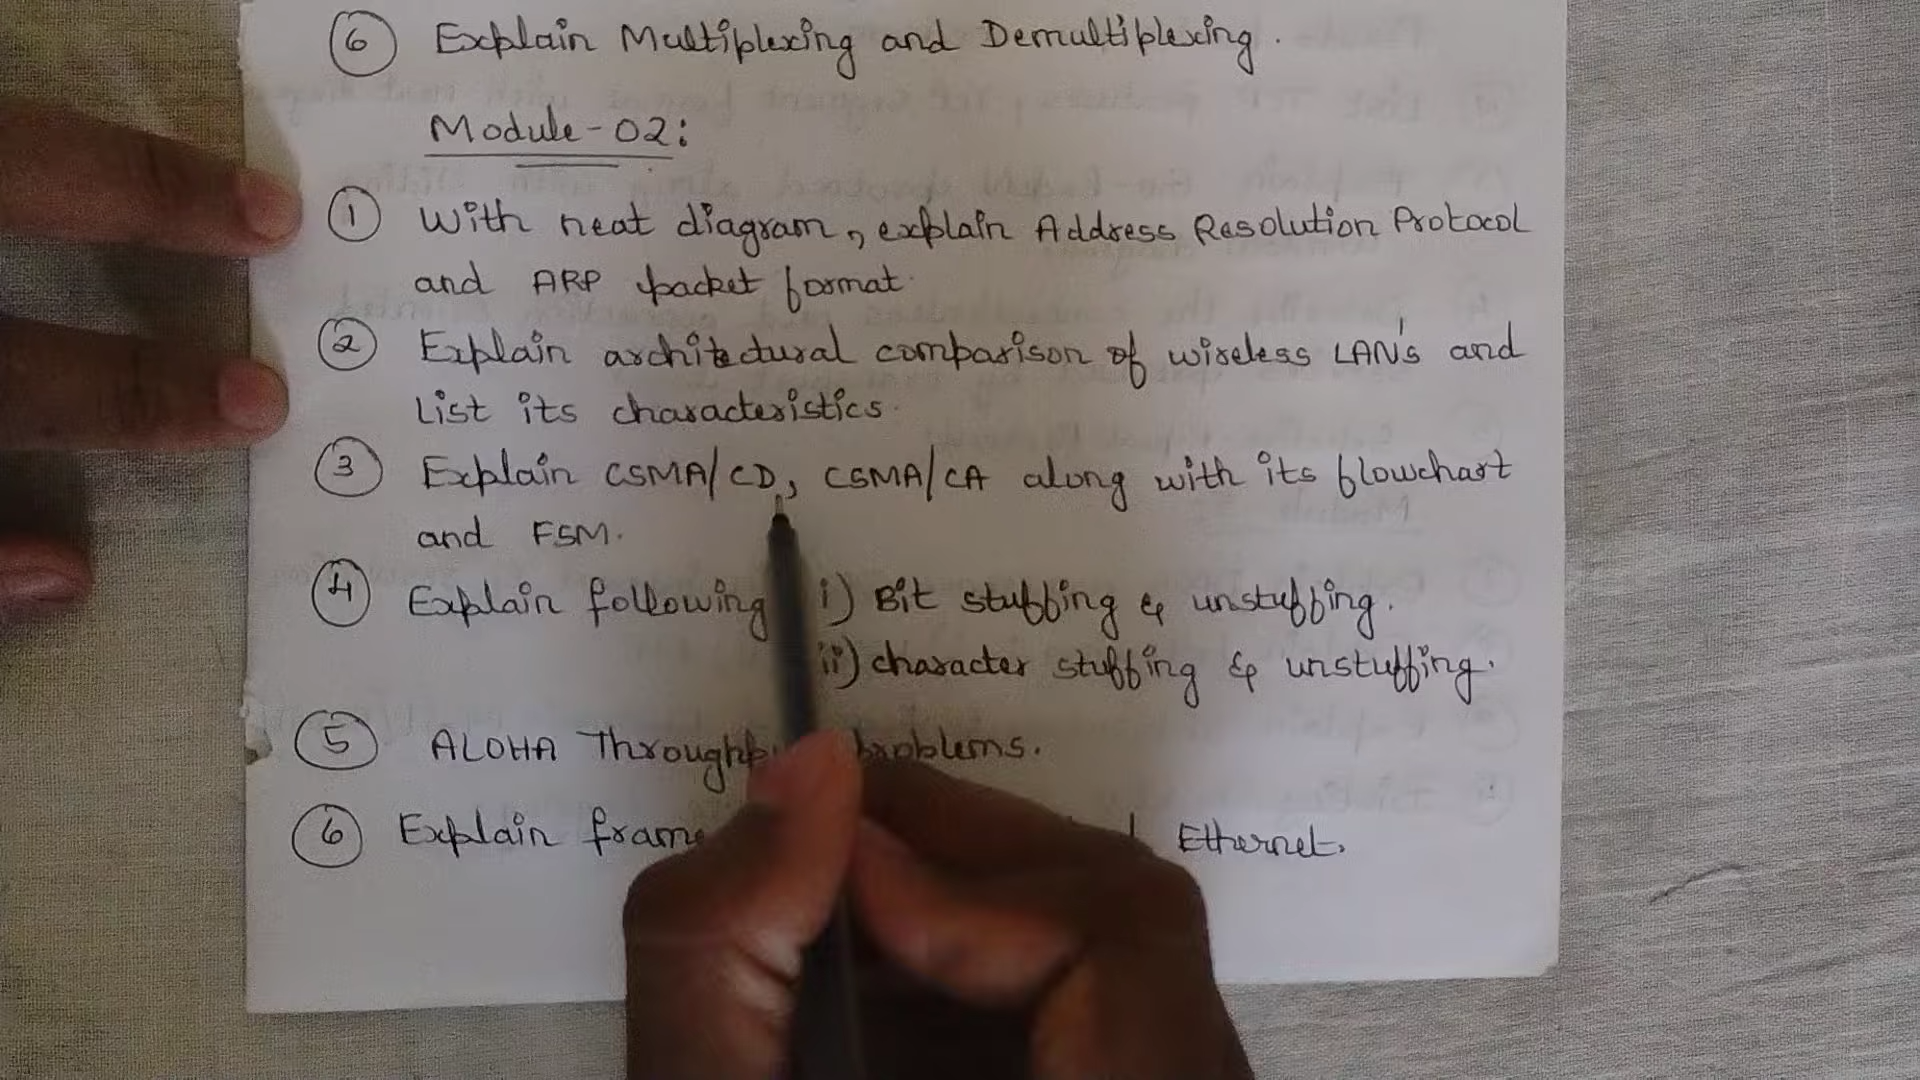 6 Explain Multiplexing and Demultiplexing.
Module-02:
1 With neat diagram, explain Address Resolution Protocol
and ARP packet format.
2 Explain architectural comparison of wireless LAN's and
List its characteristics.
3 Explain CSMA/CD, CSMA/CA along with its flowchart
and FSM.
4 Explain following i) Bit stuffing & unstuffing.
ii) character stuffing & unstuffing.
5 ALOHA problems.
6 Explain Ethernet.